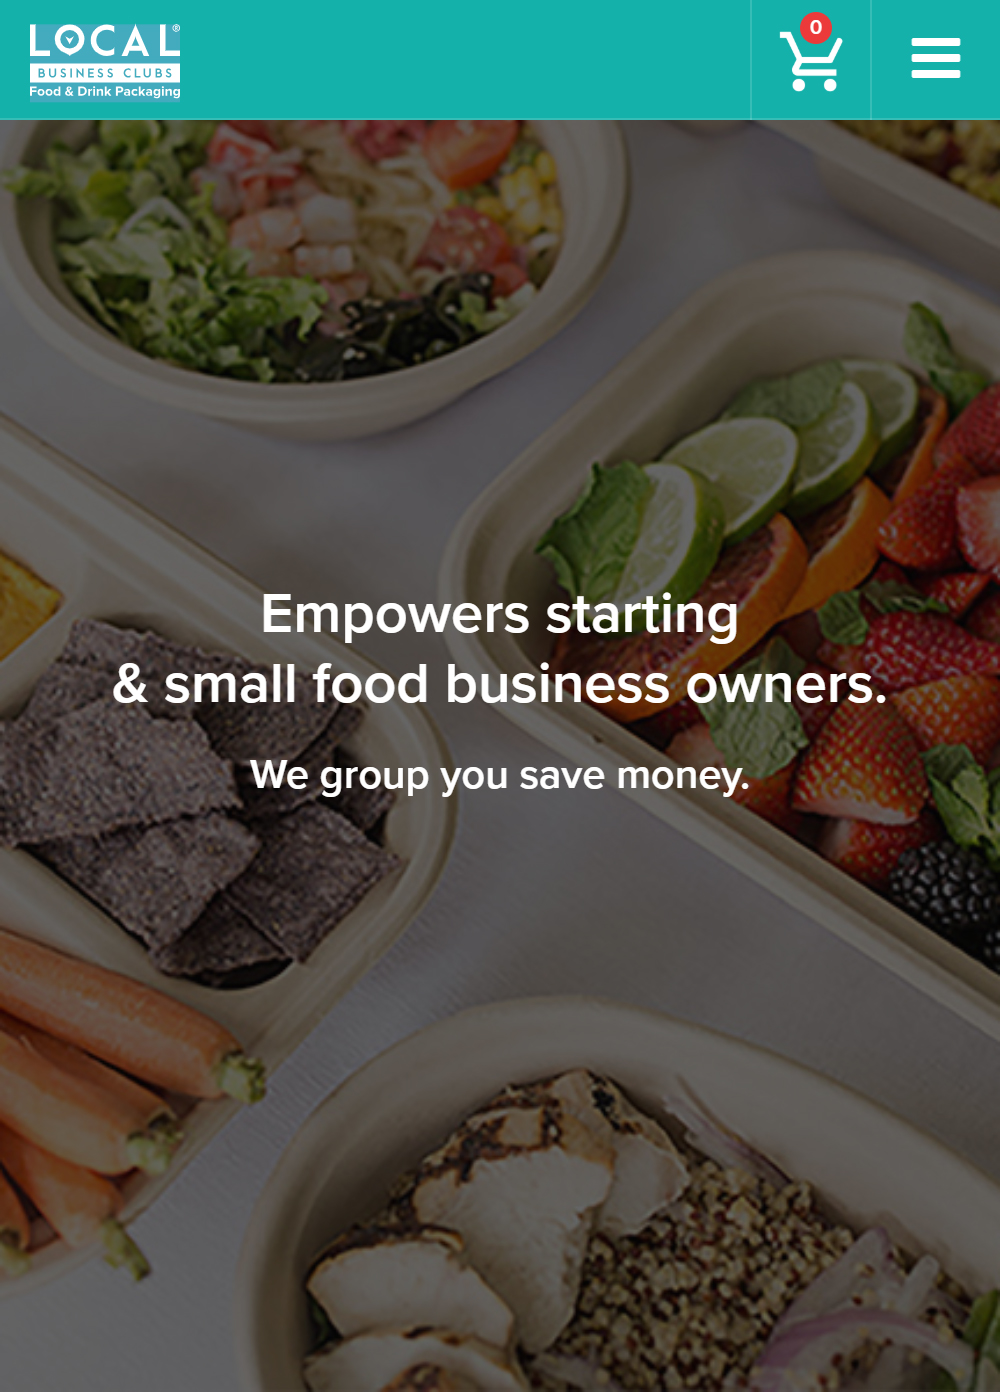 LOCAL®
BUSINESS CLUBS
Food & Drink Packaging
0
Empowers starting
& small food business owners.
We group you save money.